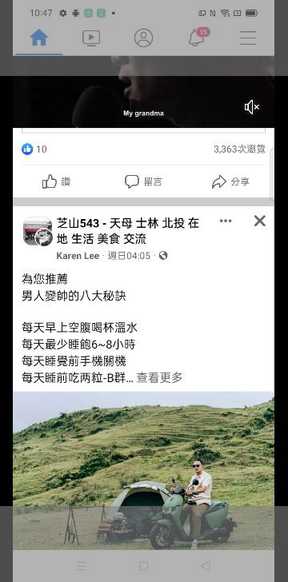 10:47
15
My grandma
10
3,363次瀏覽
讚
留言
分享
芝山543 - 天母 士林 北投 在
地 生活 美食 交流
Karen Lee · 週日04:05 ·
為您推薦
男人變帥的八大秘訣
每天早上空腹喝杯溫水
每天最少睡飽6~8小時
每天睡覺前手機關機
每天睡前吃两粒-B群... 查看更多